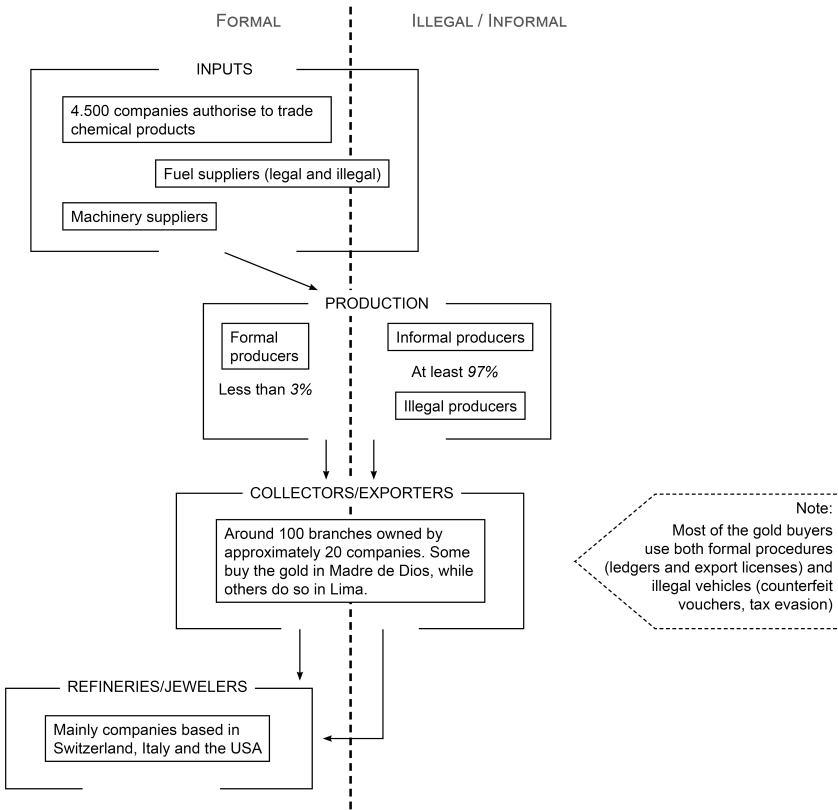 FORMAL
ILLEGAL / INFORMAL
INPUTS
4.500 companies authorise to trade
chemical products
Fuel suppliers (legal and illegal)
Machinery suppliers
PRODUCTION
Formal
producers
Less than 3%
Informal producers
At least 97%
Illegal producers
COLLECTORS/EXPORTERS
Around 100 branches owned by
approximately 20 companies. Some
buy the gold in Madre de Dios, while
others do so in Lima.
Note:
Most of the gold buyers
use both formal procedures
(ledgers and export licenses) and
illegal vehicles (counterfeit
vouchers, tax evasion)
REFINERIES/JEWELERS
Mainly companies based in
Switzerland, Italy and the USA